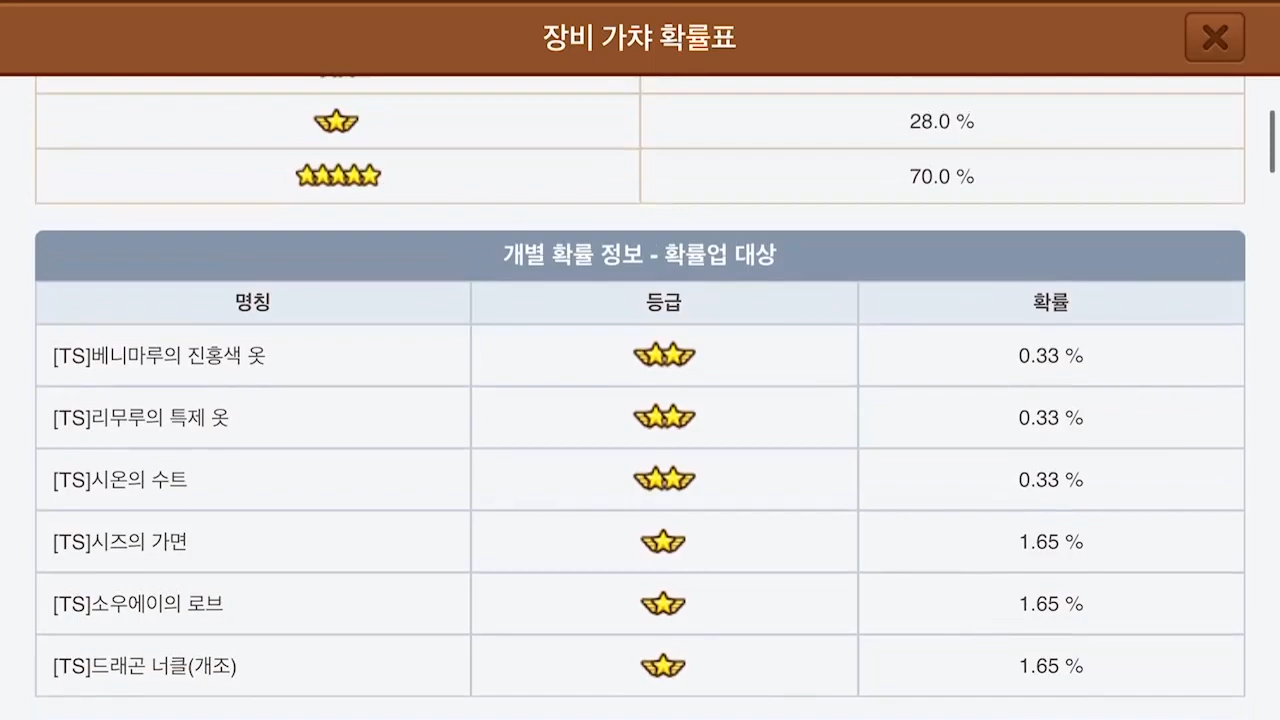 장비 가챠 확률표
28.0 %
70.0 %
개별 확률 정보 - 확률업 대상
명칭 등급 확률
[TS]베니마루의 진홍색 옷 0.33 %
[TS]리무루의 특제 옷 0.33 %
[TS]시온의 수트 0.33 %
[TS]시즈의 가면 1.65 %
[TS]소우에이의 로브 1.65 %
[TS]드래곤 너클(개조) 1.65 %